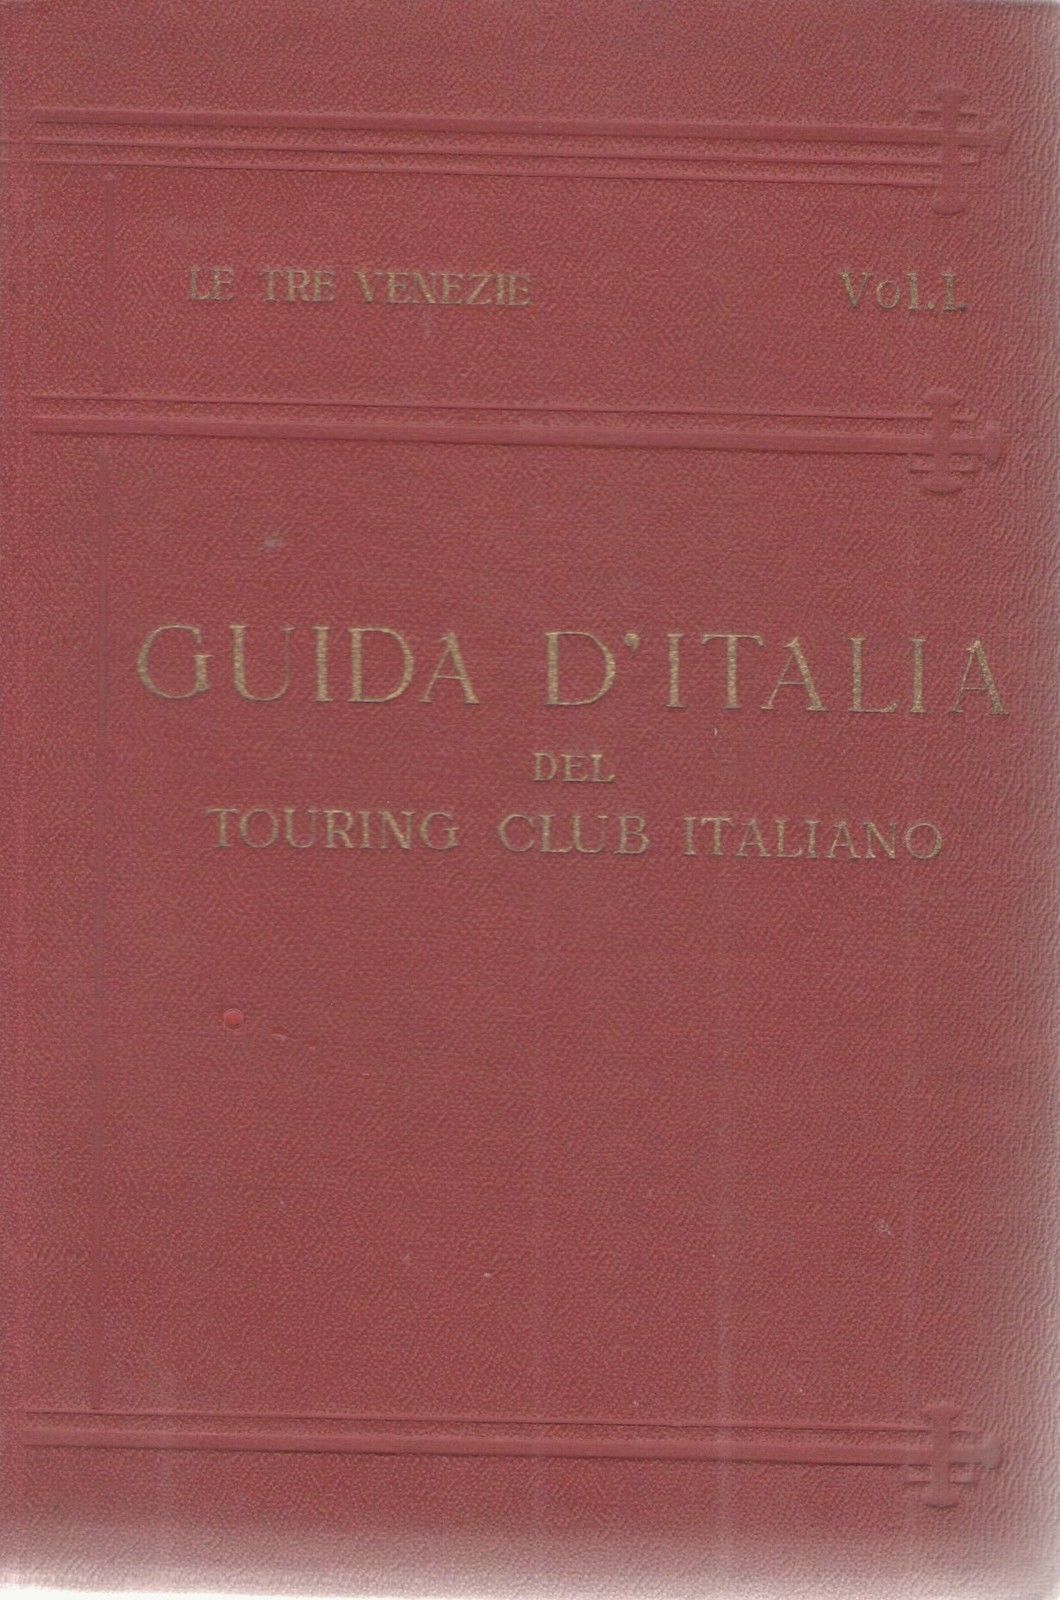 LE TRE VENEZIE Vol. I.
GUIDA D'ITALIA
DEL
TOURING CLUB ITALIANO